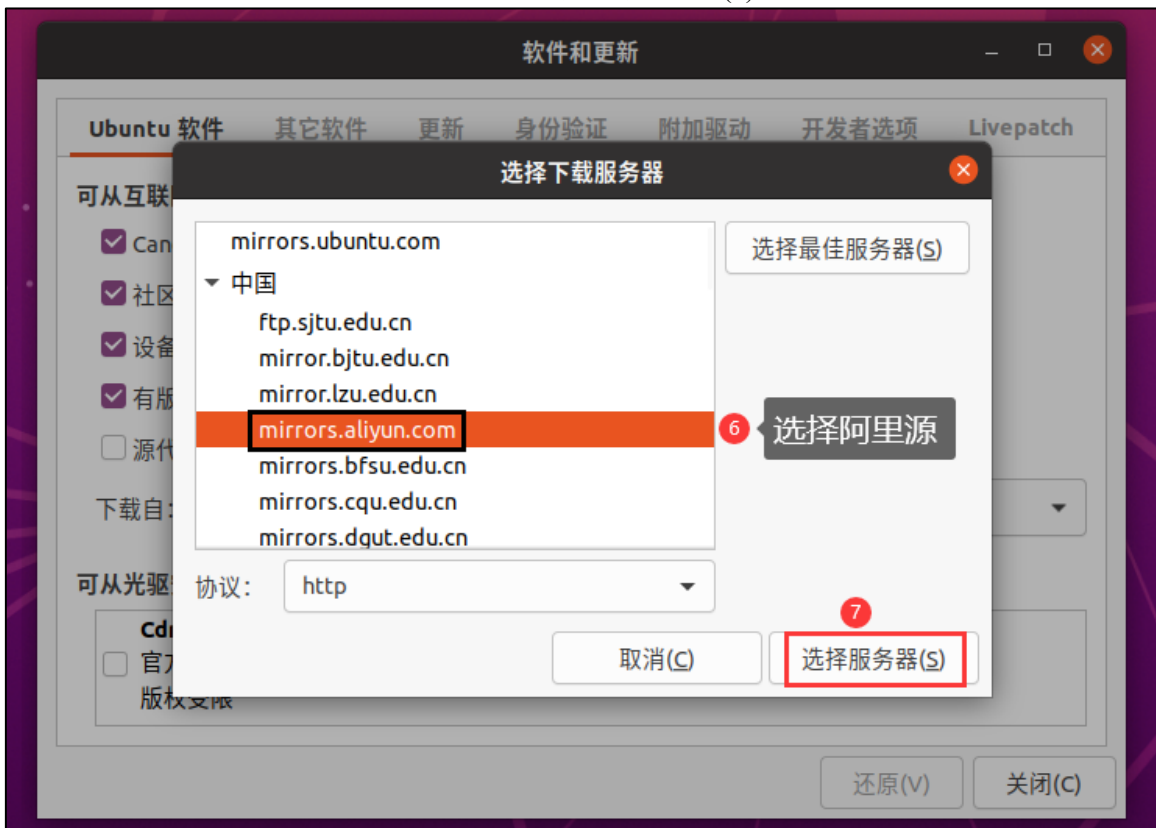 软件和更新
Ubuntu 软件 其它软件 更新 身份验证 附加驱动 开发者选项 Livepatch
选择下载服务器
可从互联
mirrors.ubuntu.com
选择最佳服务器(S)
Can
中国
社区
ftp.sjtu.edu.cn
设备
mirror.bjtu.edu.cn
有版
mirror.lzu.edu.cn
mirrors.aliyun.com
6 选择阿里源
源代
mirrors.bfsu.edu.cn
mirrors.cqu.edu.cn
下载自:
mirrors.dgut.edu.cn
可从光驱
协议: http
7
Cdr
官方
取消(C) 选择服务器(S)
版权受限
还原(V) 关闭(C)